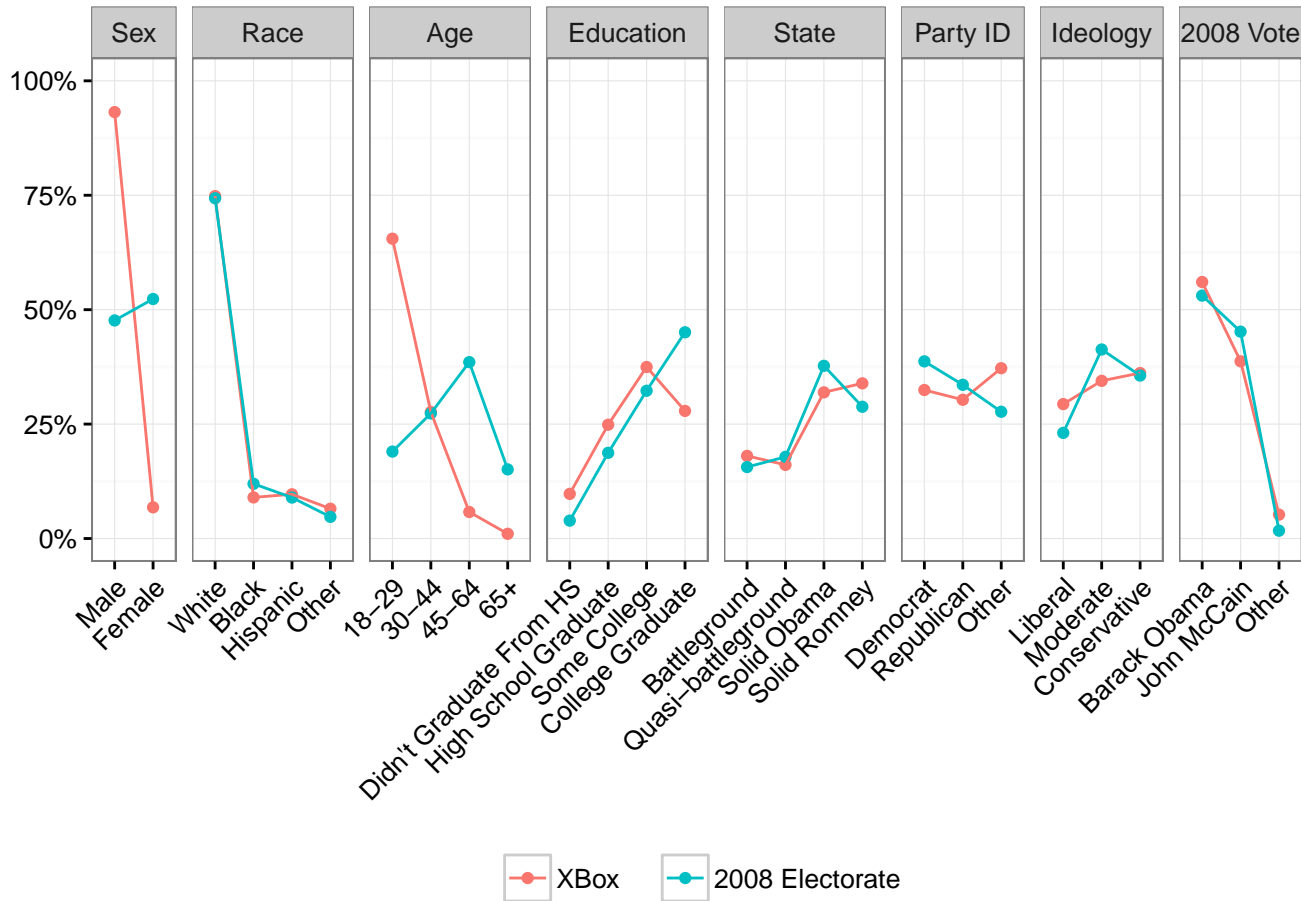 Sex Race Age Education State Party ID Ideology 2008 Vote
100%
75%
50%
25%
0%
Male
Female
White
Black
Hispanic
Other
18–29
30–44
45–64
65+
Didn't Graduate From HS
High School Graduate
Some College
College Graduate
Battleground
Quasi–battleground
Solid Obama
Solid Romney
Democrat
Republican
Other
Liberal
Moderate
Conservative
Barack Obama
John McCain
Other
XBox 2008 Electorate